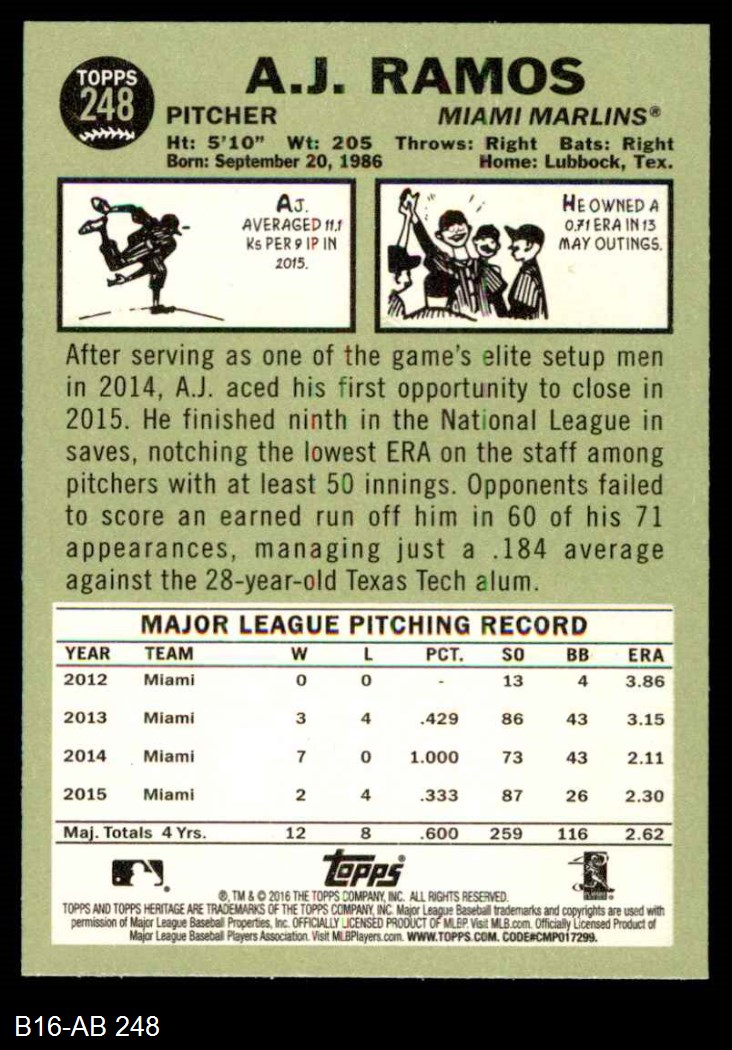 TOPPS
248
A.J. RAMOS
PITCHER MIAMI MARLINS®
Ht: 5'10" Wt: 205 Throws: Right Bats: Right
Born: September 20, 1986 Home: Lubbock, Tex.
A.J.
AVERAGED 11.1
Ks PER 9 IP IN
2015.
HE OWNED A
0.71 ERA IN 13
MAY OUTINGS.
After serving as one of the game's elite setup men
in 2014, A.J. aced his first opportunity to close in
2015. He finished ninth in the National League in
saves, notching the lowest ERA on the staff among
pitchers with at least 50 innings. Opponents failed
to score an earned run off him in 60 of his 71
appearances, managing just a .184 average
against the 28-year-old Texas Tech alum.
MAJOR LEAGUE PITCHING RECORD
YEAR TEAM W L PCT. SO BB ERA
2012 Miami 0 0 - 13 4 3.86
2013 Miami 3 4 .429 86 43 3.15
2014 Miami 7 0 1.000 73 43 2.11
2015 Miami 2 4 .333 87 26 2.30
Maj. Totals 4 Yrs. 12 8 .600 259 116 2.62
topps®
®, TM & © 2016 THE TOPPS COMPANY, INC. ALL RIGHTS RESERVED.
TOPPS AND TOPPS HERITAGE ARE TRADEMARKS OF THE TOPPS COMPANY, INC. Major League Baseball trademarks and copyrights are used with
permission of Major League Baseball Properties, Inc. OFFICIALLY LICENSED PRODUCT OF MLBP. Visit MLB.com. Officially Licensed Product of
Major League Baseball Players Association. Visit MLBPlayers.com. WWW.TOPPS.COM. CODE#CMP017299.
B16-AB 248